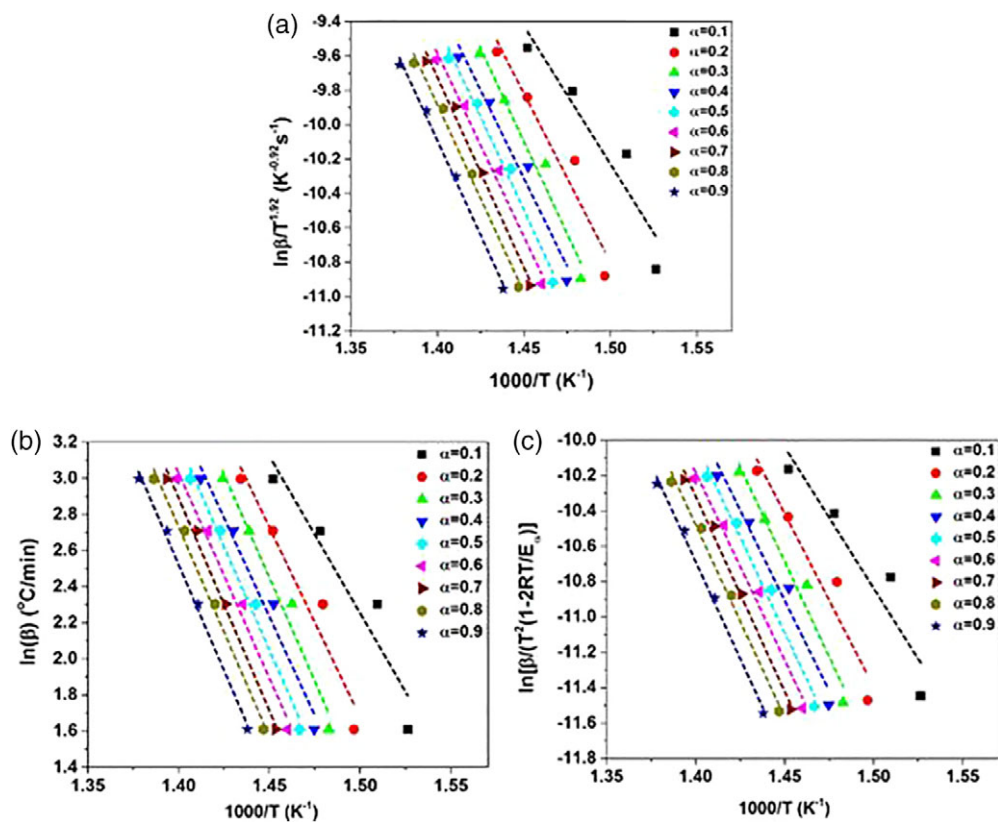 (a)
-9.4
-9.6
-9.8
-10.0
-10.2
-10.4
-10.6
-10.8
-11.0
-11.2
lnβ/T^1.92 (K^-0.92 s^-1)
1.35 1.40 1.45 1.50 1.55
1000/T (K^-1)
α=0.1
α=0.2
α=0.3
α=0.4
α=0.5
α=0.6
α=0.7
α=0.8
α=0.9
(b)
3.2
3.0
2.8
2.6
2.4
2.2
2.0
1.8
1.6
1.4
ln(β) (°C/min)
1.35 1.40 1.45 1.50 1.55
1000/T (K^-1)
α=0.1
α=0.2
α=0.3
α=0.4
α=0.5
α=0.6
α=0.7
α=0.8
α=0.9
(c)
-10.0
-10.2
-10.4
-10.6
-10.8
-11.0
-11.2
-11.4
-11.6
-11.8
ln[β/(T^2(1-2RT/E_α)]
1.35 1.40 1.45 1.50 1.55
1000/T (K^-1)
α=0.1
α=0.2
α=0.3
α=0.4
α=0.5
α=0.6
α=0.7
α=0.8
α=0.9